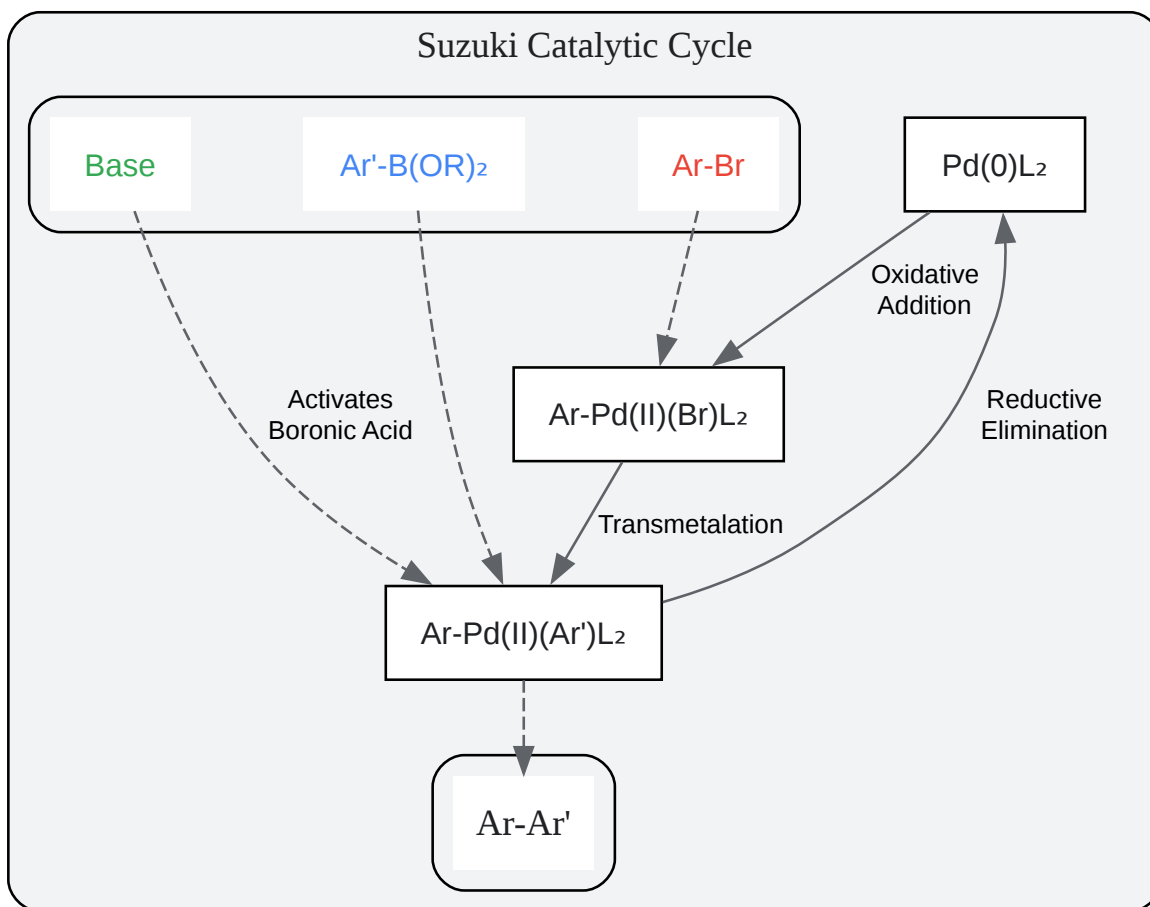 Suzuki Catalytic Cycle
Base
Ar'-B(OR)₂
Ar-Br
Pd(0)L₂
Oxidative
Addition
Activates
Boronic Acid
Ar-Pd(II)(Br)L₂
Reductive
Elimination
Transmetalation
Ar-Pd(II)(Ar')L₂
Ar-Ar'